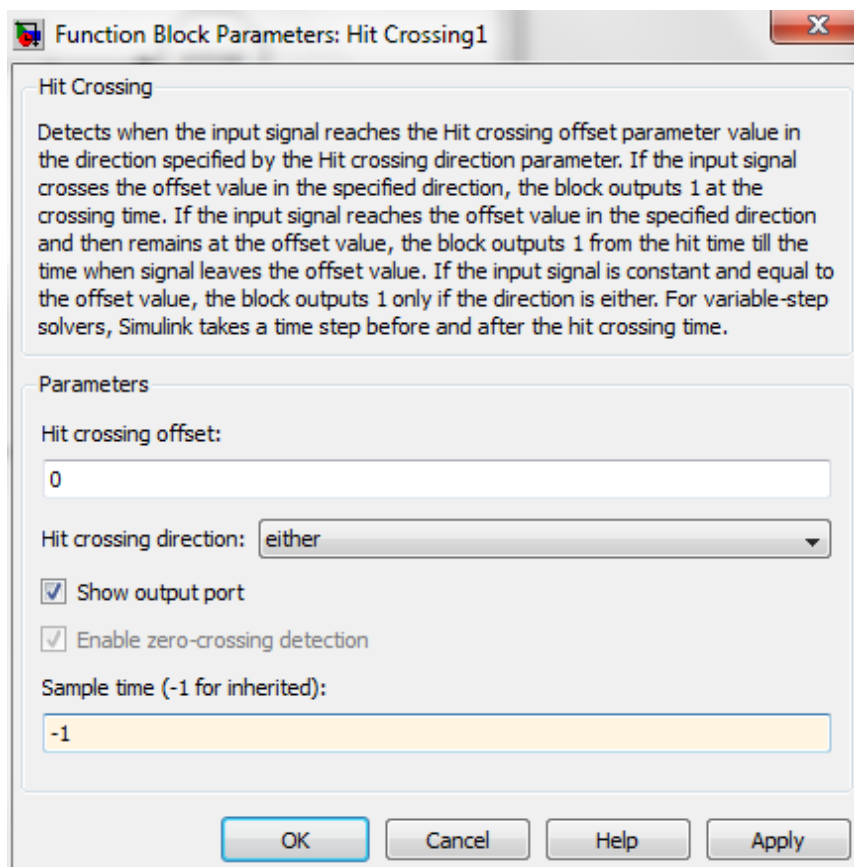 Function Block Parameters: Hit Crossing1
Hit Crossing
Detects when the input signal reaches the Hit crossing offset parameter value in
the direction specified by the Hit crossing direction parameter. If the input signal
crosses the offset value in the specified direction, the block outputs 1 at the
crossing time. If the input signal reaches the offset value in the specified direction
and then remains at the offset value, the block outputs 1 from the hit time till the
time when signal leaves the offset value. If the input signal is constant and equal to
the offset value, the block outputs 1 only if the direction is either. For variable-step
solvers, Simulink takes a time step before and after the hit crossing time.
Parameters
Hit crossing offset:
0
Hit crossing direction: either
Show output port
Enable zero-crossing detection
Sample time (-1 for inherited):
-1
OK Cancel Help Apply